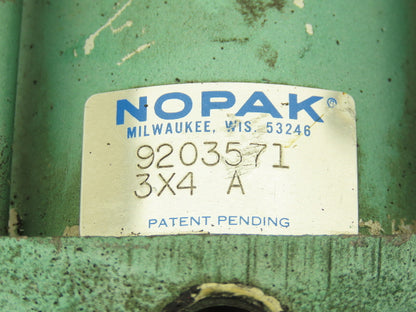 NOPAK®
MILWAUKEE, WIS. 53246
9203571
3X4 A
PATENT PENDING